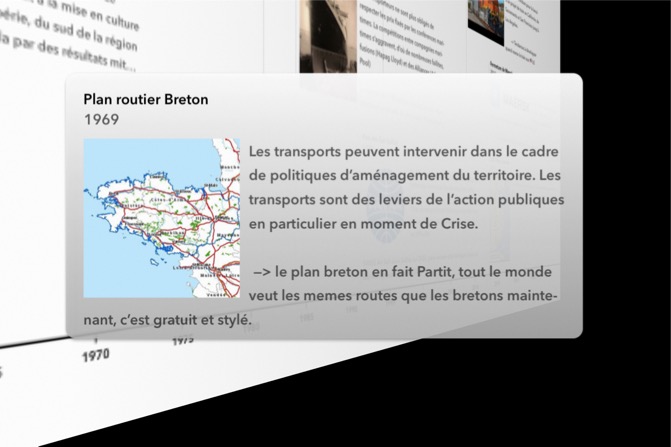 à la mise en culture
du sud de la région
par des résultats mit...
Plan routier Breton
1969
Les transports peuvent intervenir dans le cadre
de politiques d'aménagement du territoire. Les
transports sont des leviers de l'action publiques
en particulier en moment de Crise.
—> le plan breton en fait Partit, tout le monde
veut les memes routes que les bretons mainte-
nant, c'est gratuit et stylé.
1970
1975